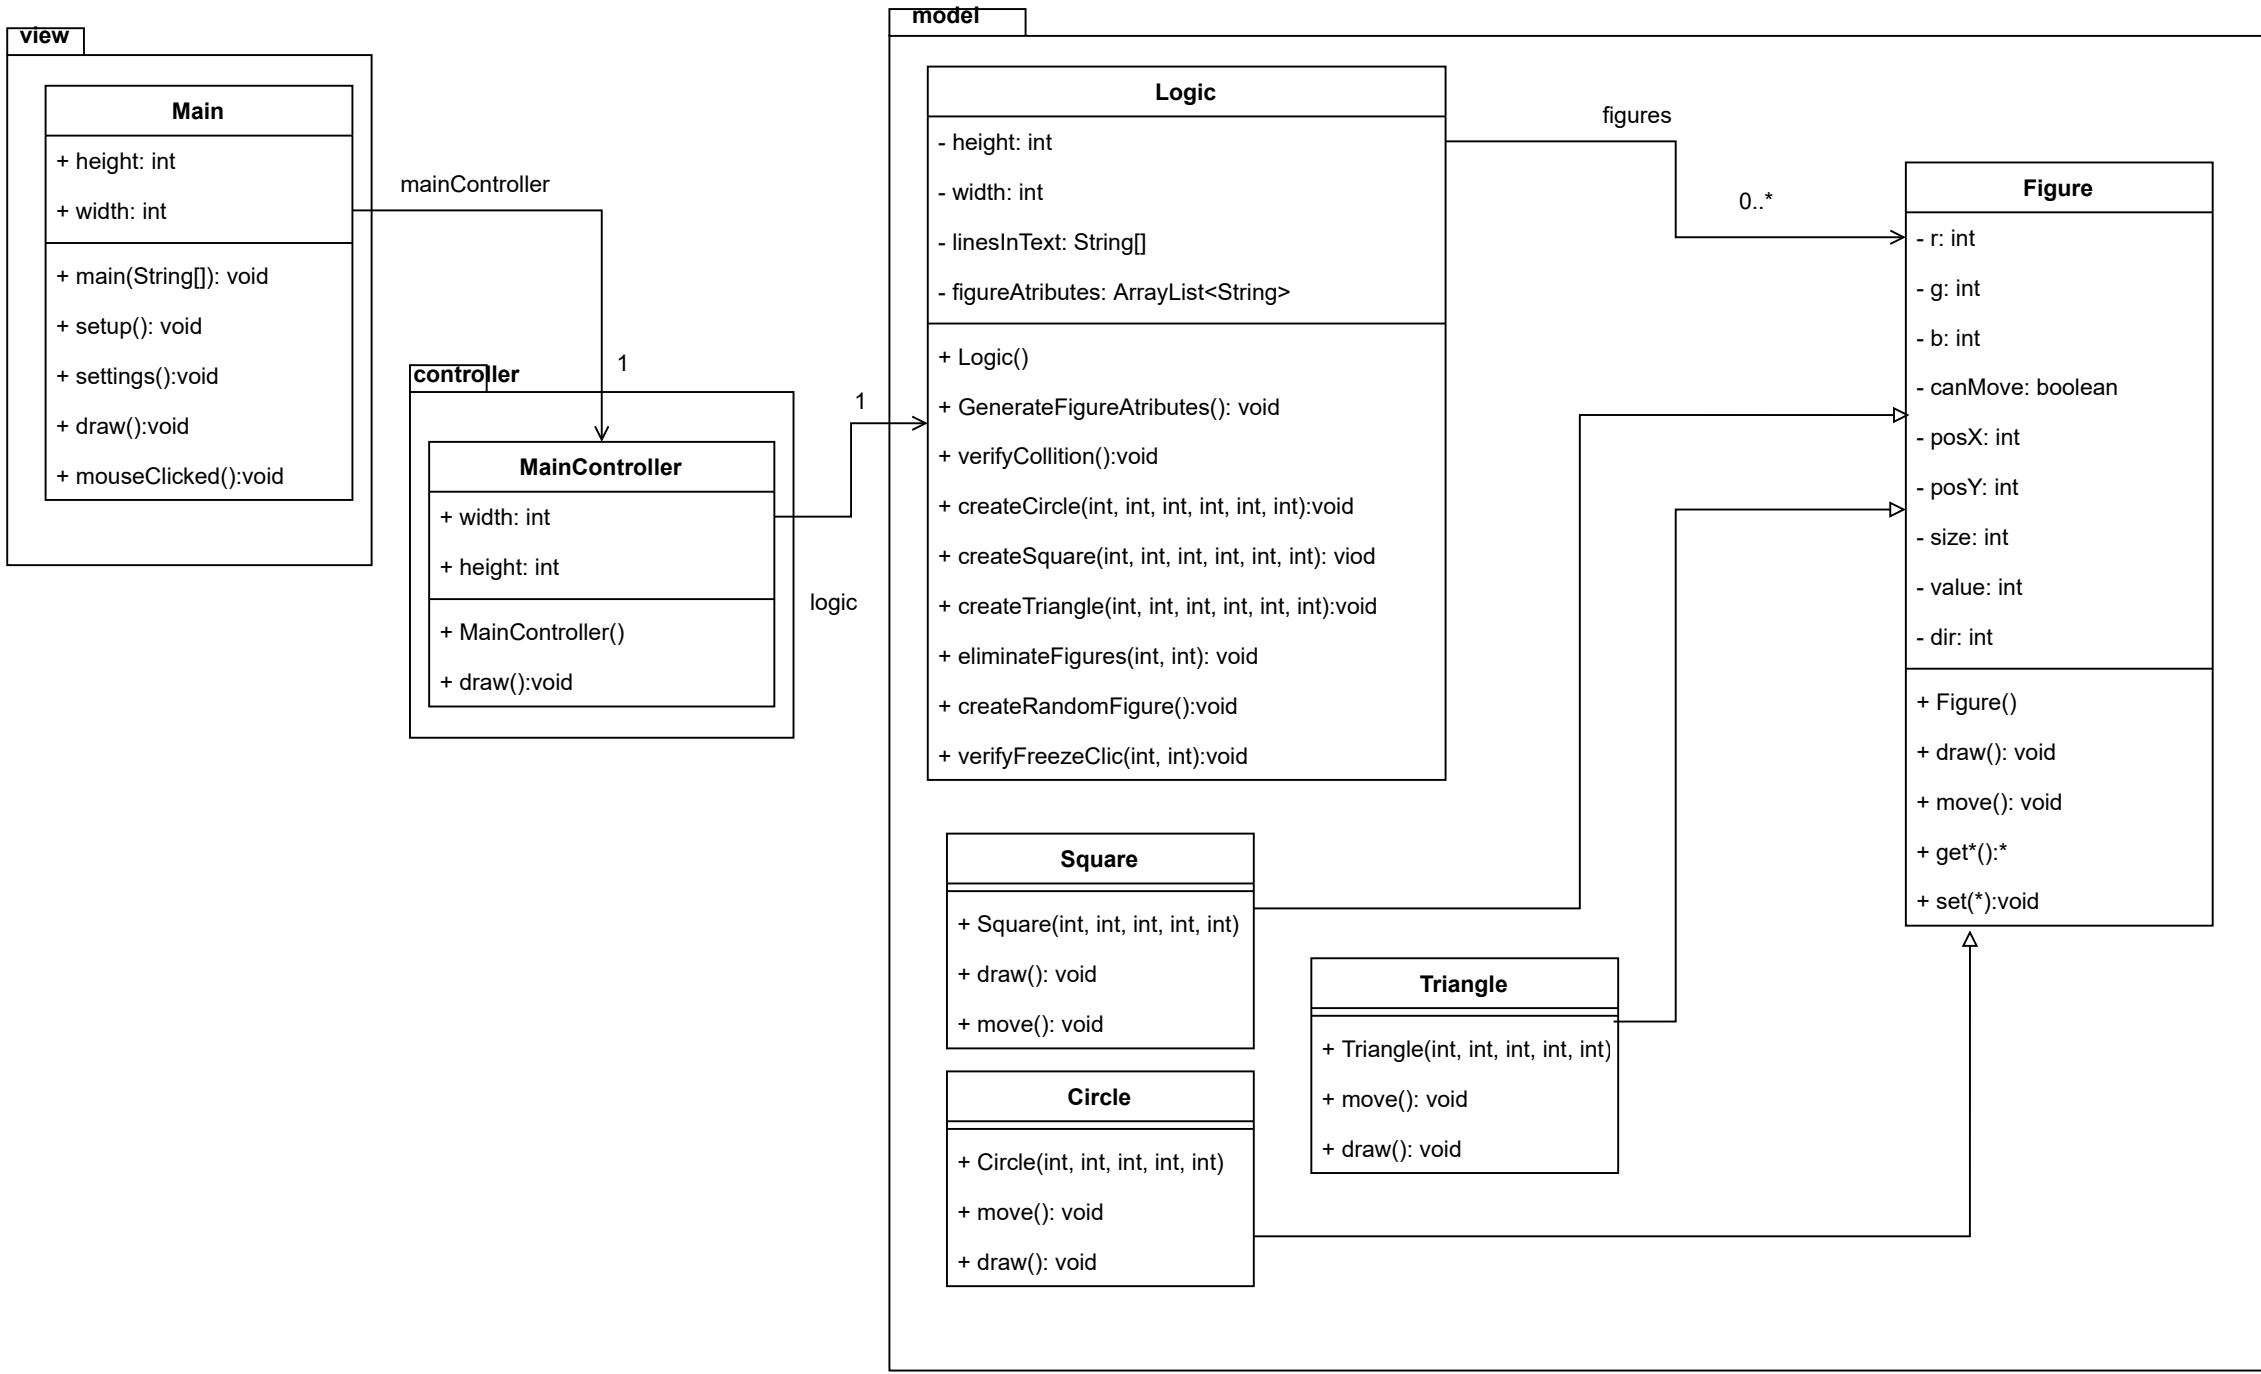 view
Main
+ height: int
+ width: int
+ main(String[]): void
+ setup(): void
+ settings():void
+ draw():void
+ mouseClicked():void
mainController
1
controller
MainController
+ width: int
+ height: int
+ MainController()
+ draw():void
1
logic
model
Logic
- height: int
- width: int
- linesInText: String[]
- figureAtributes: ArrayList<String>
+ Logic()
+ GenerateFigureAtributes(): void
+ verifyCollition():void
+ createCircle(int, int, int, int, int, int):void
+ createSquare(int, int, int, int, int, int): viod
+ createTriangle(int, int, int, int, int, int):void
+ eliminateFigures(int, int): void
+ createRandomFigure():void
+ verifyFreezeClic(int, int):void
figures
0..*
Figure
- r: int
- g: int
- b: int
- canMove: boolean
- posX: int
- posY: int
- size: int
- value: int
- dir: int
+ Figure()
+ draw(): void
+ move(): void
+ get*():*
+ set(*):void
Square
+ Square(int, int, int, int, int)
+ draw(): void
+ move(): void
Triangle
+ Triangle(int, int, int, int, int)
+ move(): void
+ draw(): void
Circle
+ Circle(int, int, int, int, int)
+ move(): void
+ draw(): void